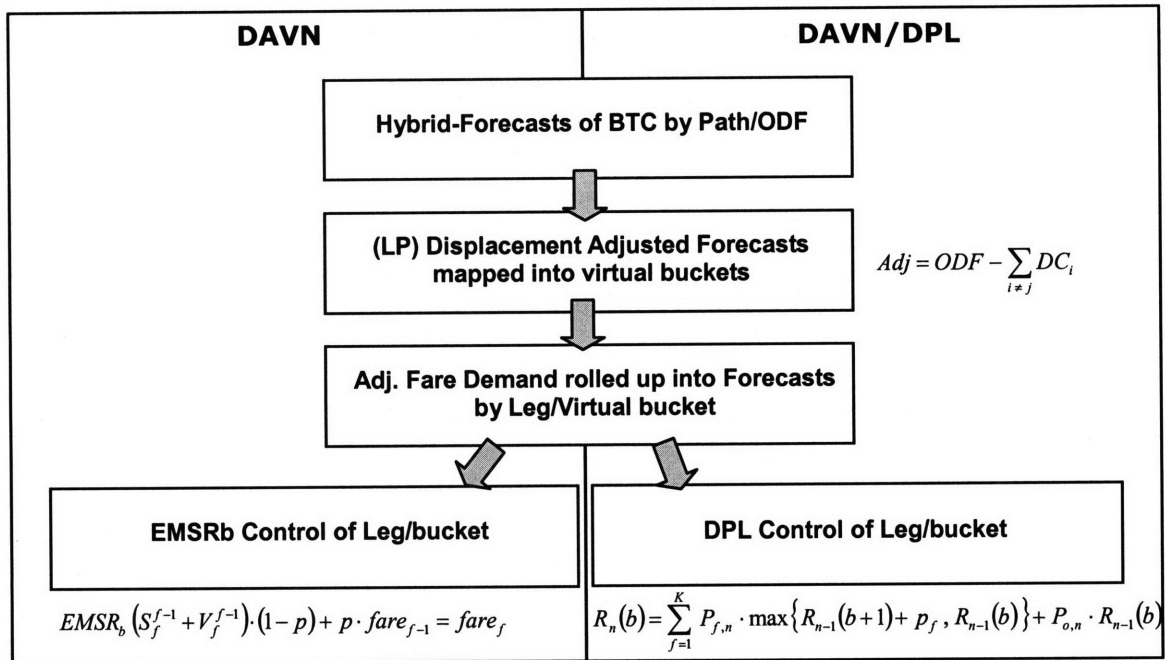 DAVN
DAVN/DPL
Hybrid-Forecasts of BTC by Path/ODF
(LP) Displacement Adjusted Forecasts
mapped into virtual buckets
Adj = ODF − ∑_{i≠j} DC_i
Adj. Fare Demand rolled up into Forecasts
by Leg/Virtual bucket
EMSRb Control of Leg/bucket
DPL Control of Leg/bucket
EMSR_b (S_f^{f-1} + V_f^{f-1})·(1−p) + p·fare_{f-1} = fare_f
R_n(b) = ∑_{f=1}^{K} P_{f,n} · max{R_{n-1}(b+1) + p_f , R_{n-1}(b)} + P_{o,n} · R_{n-1}(b)